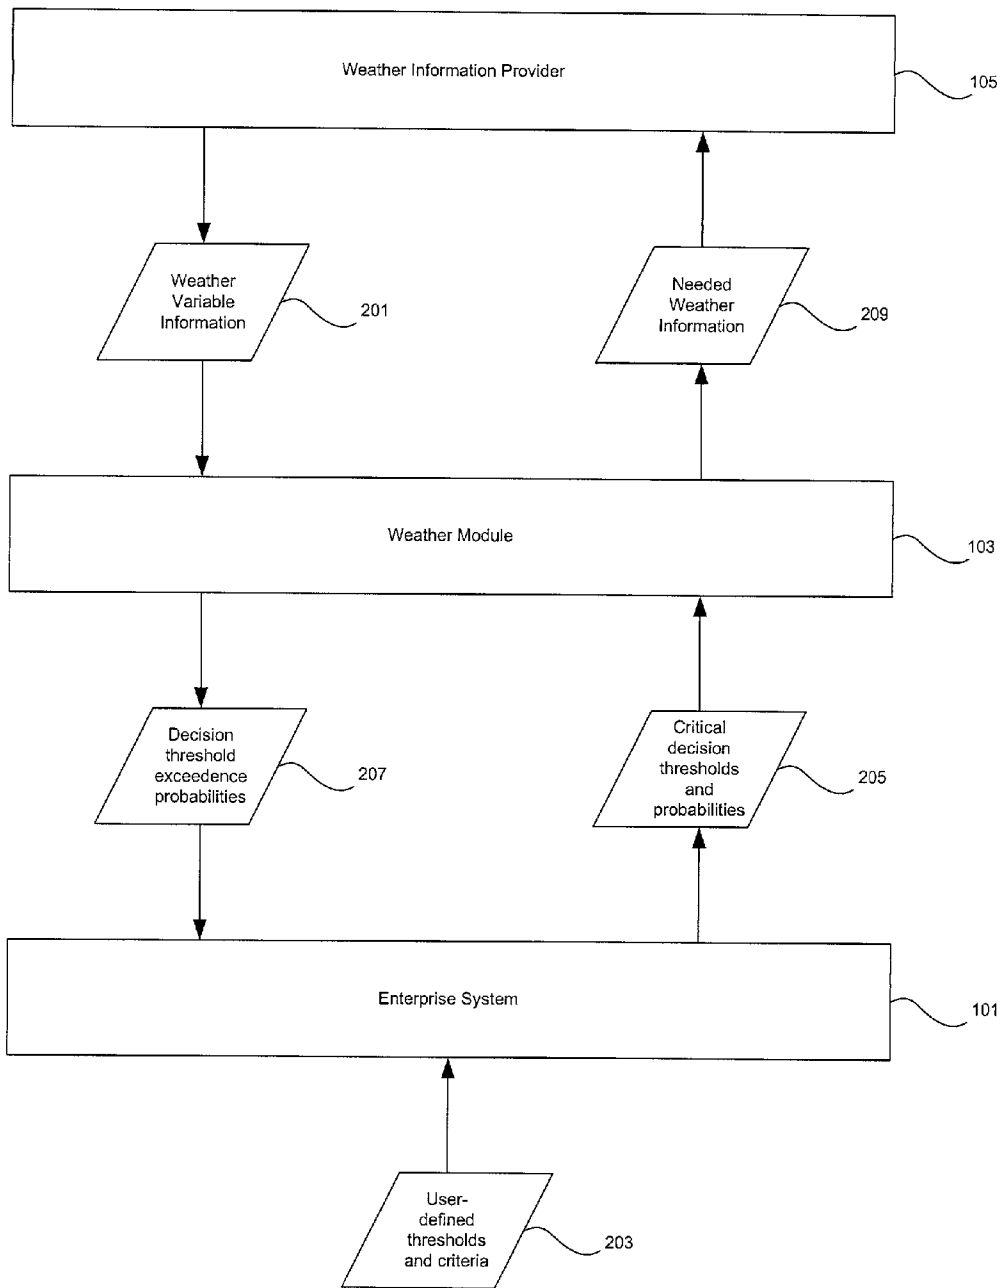 Weather Information Provider
105
Weather
Variable
Information
201
Needed
Weather
Information
209
Weather Module
103
Decision
threshold
exceedence
probabilities
207
Critical
decision
thresholds
and
probabilities
205
Enterprise System
101
User-
defined
thresholds
and criteria
203